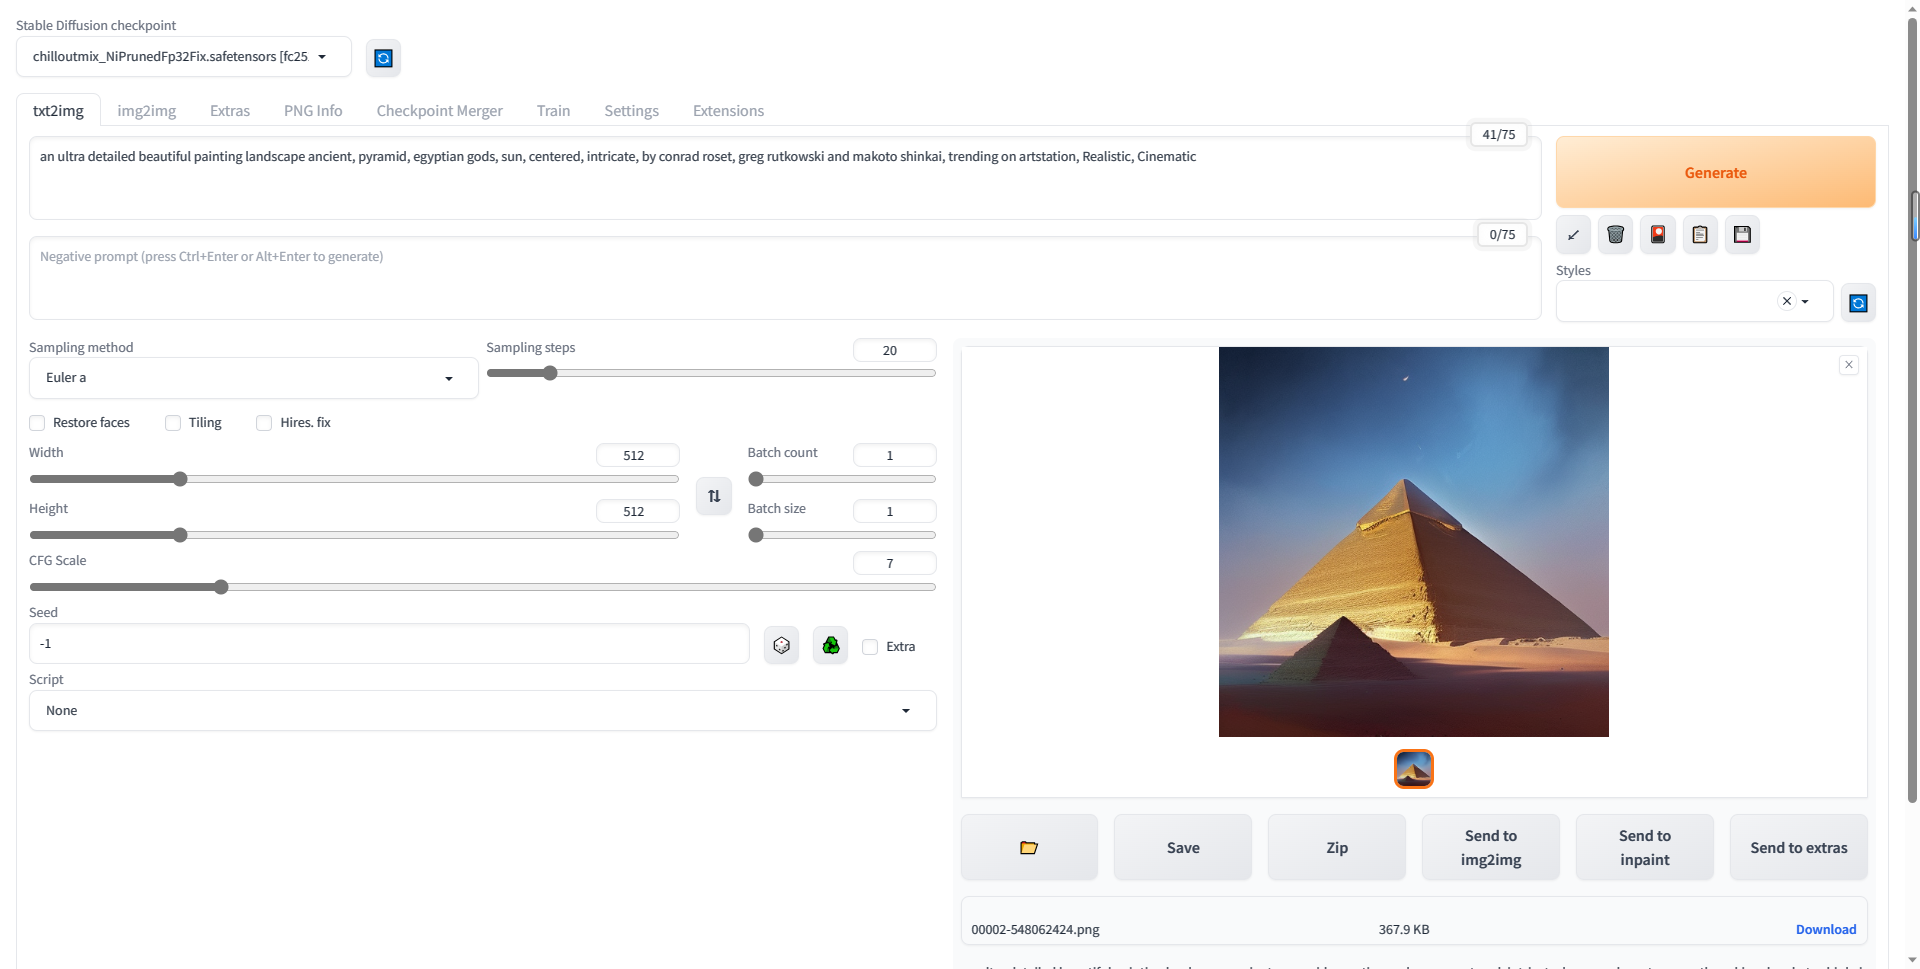 Stable Diffusion checkpoint
chilloutmix_NiPrunedFp32Fix.safetensors [fc25
txt2img img2img Extras PNG Info Checkpoint Merger Train Settings Extensions
41/75
an ultra detailed beautiful painting landscape ancient, pyramid, egyptian gods, sun, centered, intricate, by conrad roset, greg rutkowski and makoto shinkai, trending on artstation, Realistic, Cinematic
Generate
0/75
Negative prompt (press Ctrl+Enter or Alt+Enter to generate)
Styles
Sampling method
Euler a
Sampling steps
20
Restore faces Tiling Hires. fix
Width 512
Batch count 1
Height 512
Batch size 1
CFG Scale 7
Seed
-1
Extra
Script
None
Save
Zip
Send to
img2img
Send to
inpaint
Send to extras
00002-548062424.png 367.9 KB Download